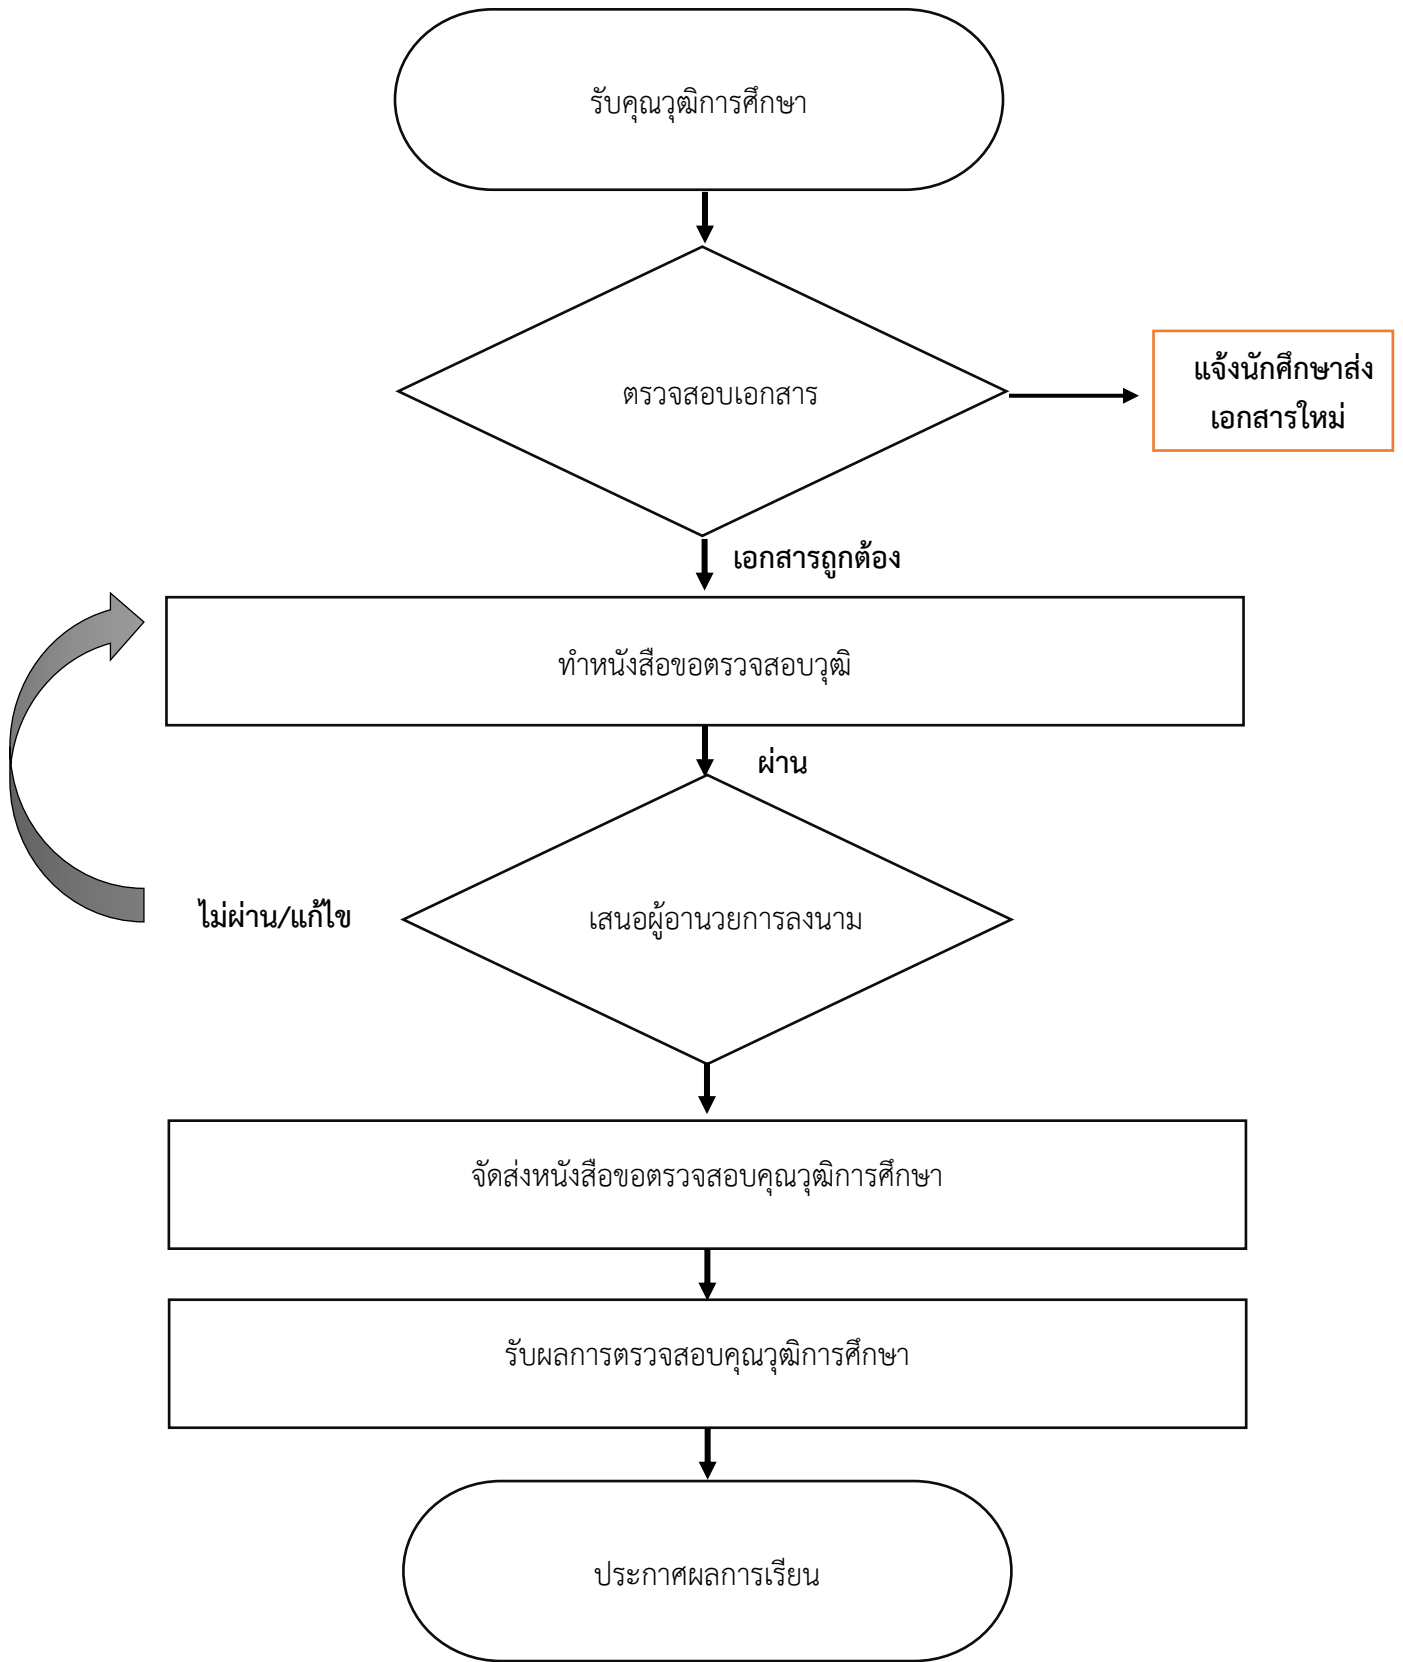 รับคุณวุฒิการศึกษา
ตรวจสอบเอกสาร
แจ้งนักศึกษาส่ง
เอกสารใหม่
เอกสารถูกต้อง
ทำหนังสือขอตรวจสอบวุฒิ
ผ่าน
ไม่ผ่าน/แก้ไข
เสนอผู้อานวยการลงนาม
จัดส่งหนังสือขอตรวจสอบคุณวุฒิการศึกษา
รับผลการตรวจสอบคุณวุฒิการศึกษา
ประกาศผลการเรียน